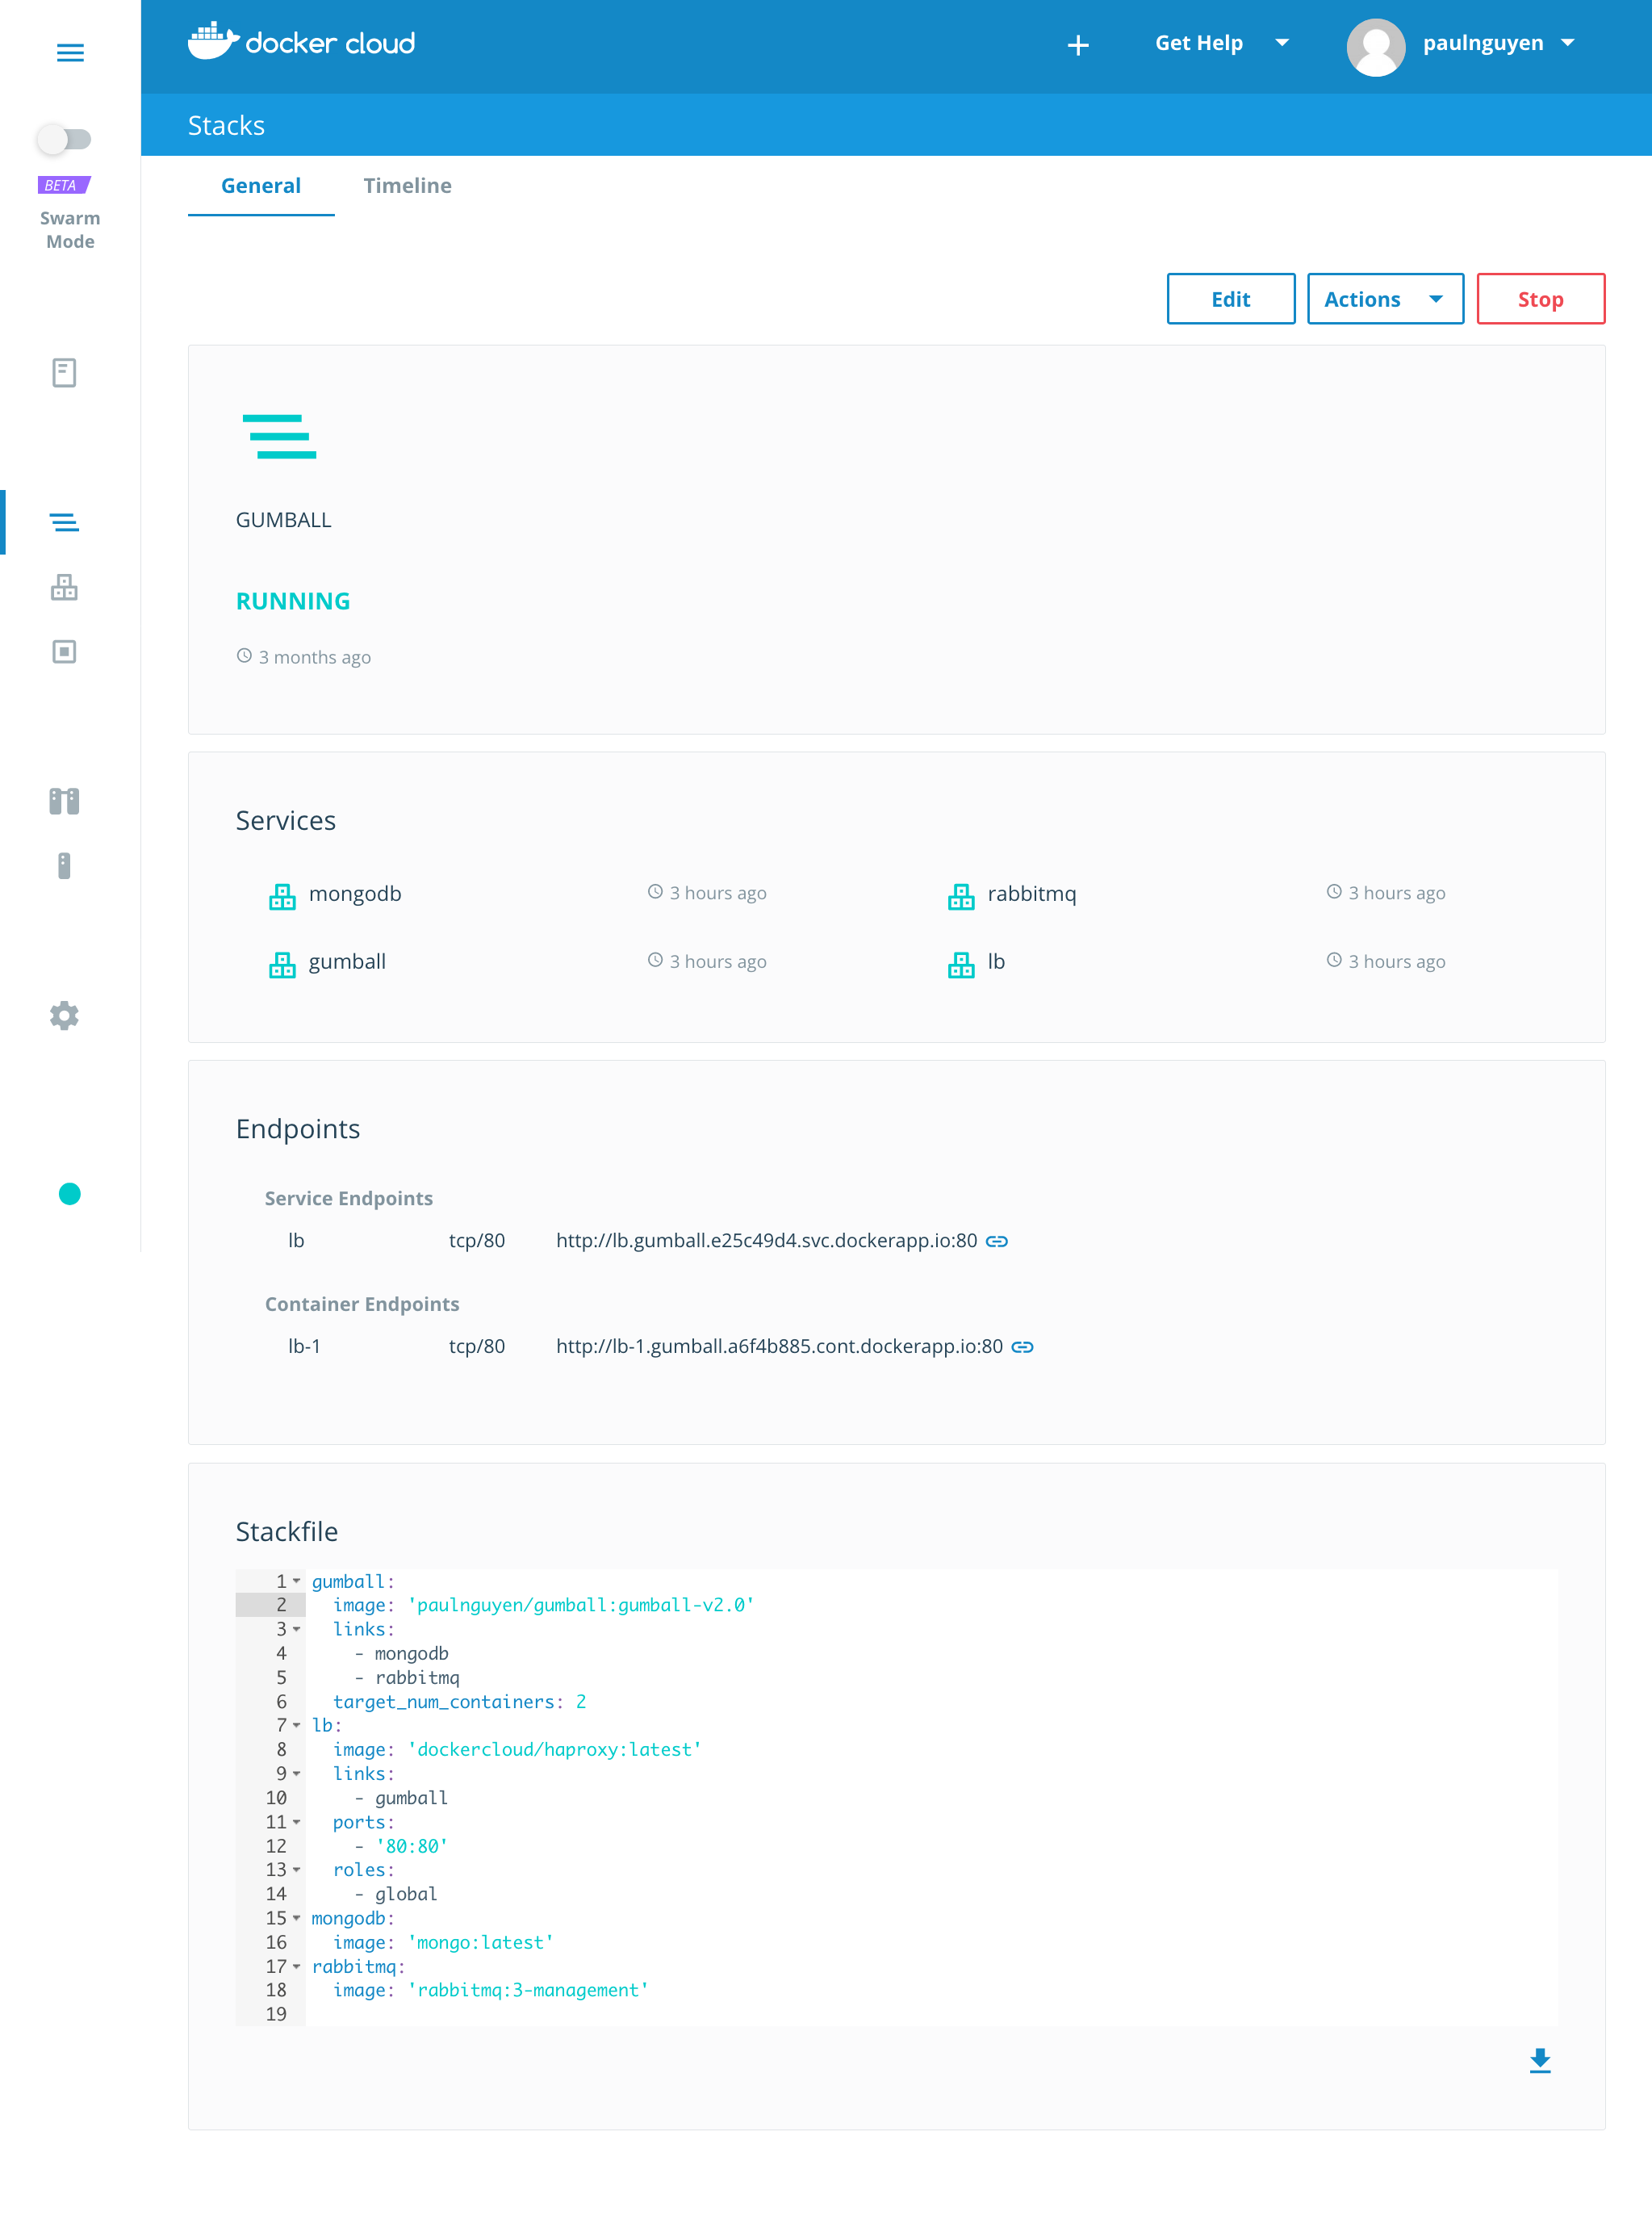 docker cloud
Get Help
paulnguyen
BETA
Swarm
Mode
Stacks
General Timeline
Edit Actions Stop
GUMBALL
RUNNING
3 months ago
Services
mongodb 3 hours ago rabbitmq 3 hours ago
gumball 3 hours ago lb 3 hours ago
Endpoints
Service Endpoints
lb tcp/80 http://lb.gumball.e25c49d4.svc.dockerapp.io:80
Container Endpoints
lb-1 tcp/80 http://lb-1.gumball.a6f4b885.cont.dockerapp.io:80
Stackfile
1 gumball:
2   image: 'paulnguyen/gumball:gumball-v2.0'
3   links:
4     - mongodb
5     - rabbitmq
6   target_num_containers: 2
7 lb:
8   image: 'dockercloud/haproxy:latest'
9   links:
10     - gumball
11   ports:
12     - '80:80'
13   roles:
14     - global
15 mongodb:
16   image: 'mongo:latest'
17 rabbitmq:
18   image: 'rabbitmq:3-management'
19